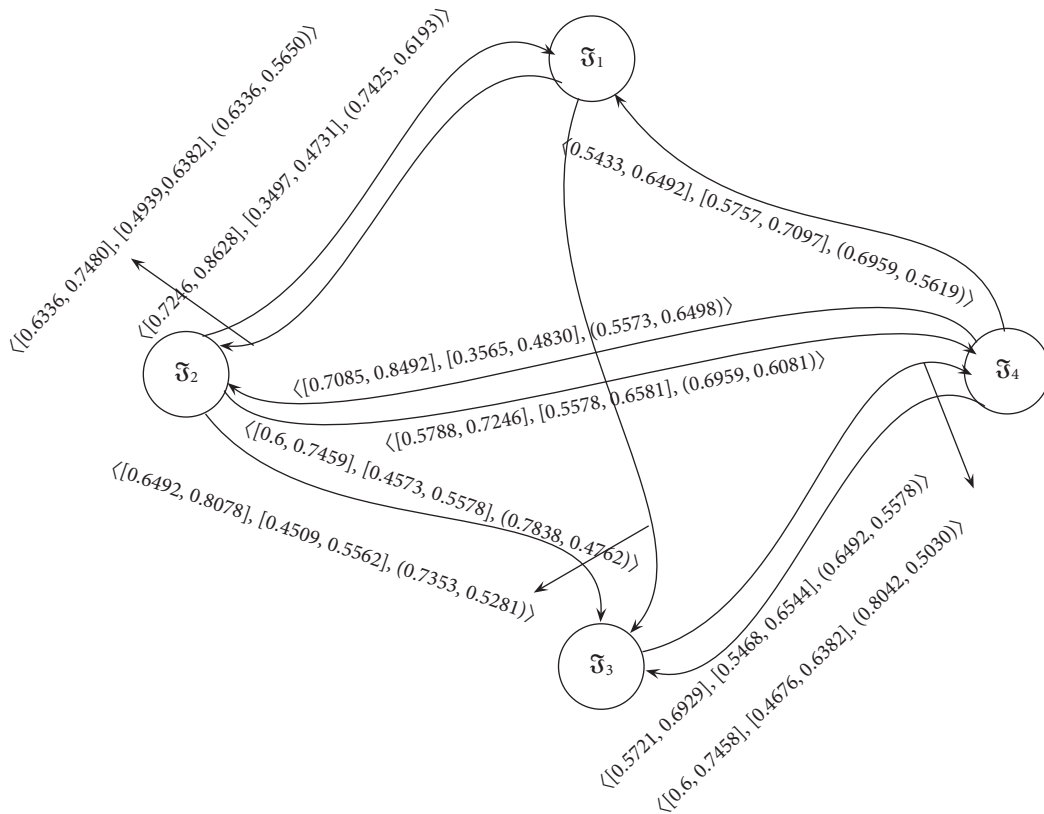 ⟨[0.6336, 0.7480], [0.4939,0.6382], (0.6336, 0.5650)⟩
⟨[0.7246, 0.8628], [0.3497, 0.4731], (0.7425, 0.6193)⟩
𝕴1
⟨0.5433, 0.6492], [0.5757, 0.7097], (0.6959, 0.5619)⟩
⟨[0.7085, 0.8492], [0.3565, 0.4830], (0.5573, 0.6498)⟩
𝕴2
𝕴4
⟨[0.5788, 0.7246], [0.5578, 0.6581], (0.6959, 0.6081)⟩
⟨[0.6, 0.7459], [0.4573, 0.5578], (0.7838, 0.4762)⟩
⟨[0.6492, 0.8078], [0.4509, 0.5562], (0.7353, 0.5281)⟩
𝕴3
⟨[0.5721, 0.6929], [0.5468, 0.6544], (0.6492, 0.5578)⟩
⟨[0.6, 0.7458], [0.4676, 0.6382], (0.8042, 0.5030)⟩